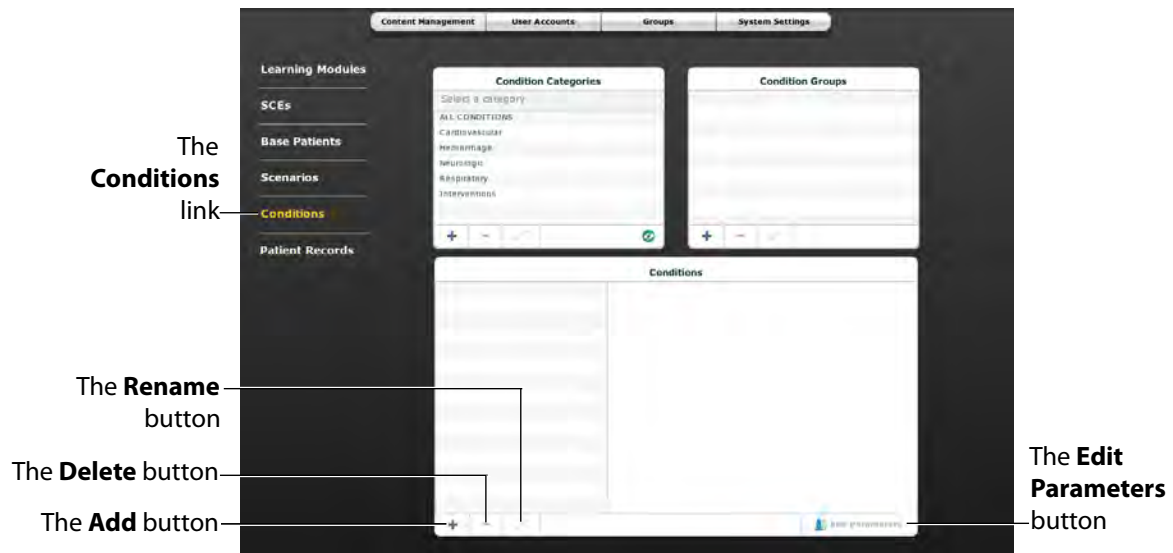 Content Management User Accounts Groups System Settings
Learning Modules
SCEs
Base Patients
Scenarios
Conditions
Patient Records
Condition Categories
Select a category
ALL CONDITIONS
Cardiovascular
Hemorrhage
Neurologic
Respiratory
Interventions
Condition Groups
Conditions
Edit Parameters
The
Conditions
link
The Rename
button
The Delete button
The Add button
The Edit
Parameters
button